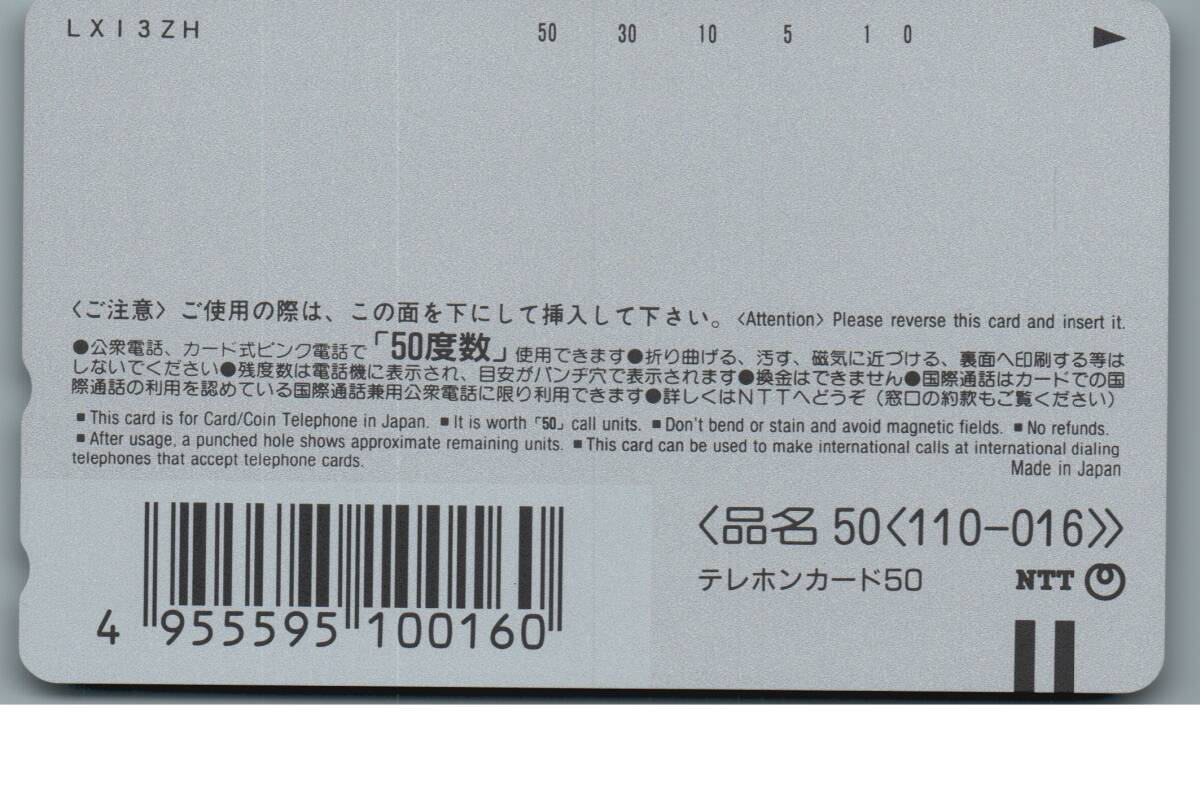 LX13ZH 50 30 10 5 1 0
〈ご注意〉ご使用の際は、この面を下にして挿入して下さい。〈Attention〉Please reverse this card and insert it.
●公衆電話、カード式ピンク電話で「50度数」使用できます●折り曲げる、汚す、磁気に近づける、裏面へ印刷する等は
しないでください●残度数は電話機に表示され、目安がパンチ穴で表示されます●換金はできません●国際通話はカードでの国
際通話の利用を認めている国際通話兼用公衆電話に限り利用できます●詳しくはNTTへどうぞ（窓口の約款もご覧ください）
■This card is for Card/Coin Telephone in Japan. ■It is worth「50」call units. ■Don't bend or stain and avoid magnetic fields. ■No refunds.
■After usage, a punched hole shows approximate remaining units. ■This card can be used to make international calls at international dialing
telephones that accept telephone cards.
Made in Japan
〈品名 50〈110-016〉〉
テレホンカード50 NTT
4 955595 100160